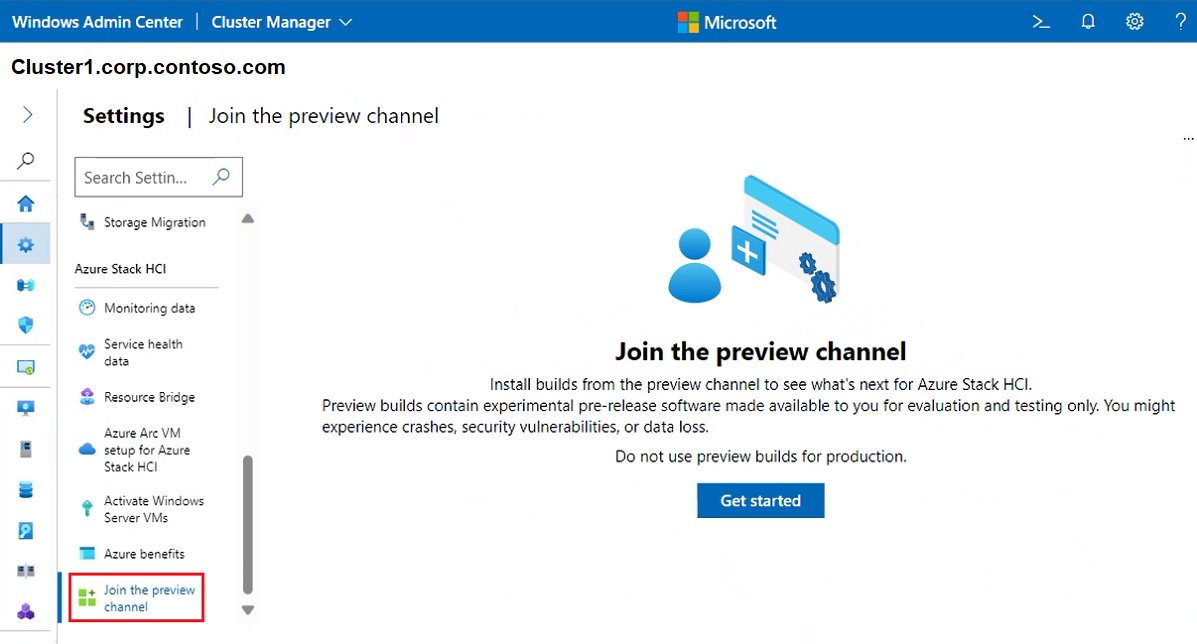 Windows Admin Center | Cluster Manager
Microsoft
>_
?
Cluster1.corp.contoso.com
Settings | Join the preview channel
...
Search Settin...
Storage Migration
Azure Stack HCI
Monitoring data
Service health
data
Resource Bridge
Azure Arc VM
setup for Azure
Stack HCI
Activate Windows
Server VMs
Azure benefits
Join the preview
channel
Join the preview channel
Install builds from the preview channel to see what's next for Azure Stack HCI.
Preview builds contain experimental pre-release software made available to you for evaluation and testing only. You might
experience crashes, security vulnerabilities, or data loss.
Do not use preview builds for production.
Get started